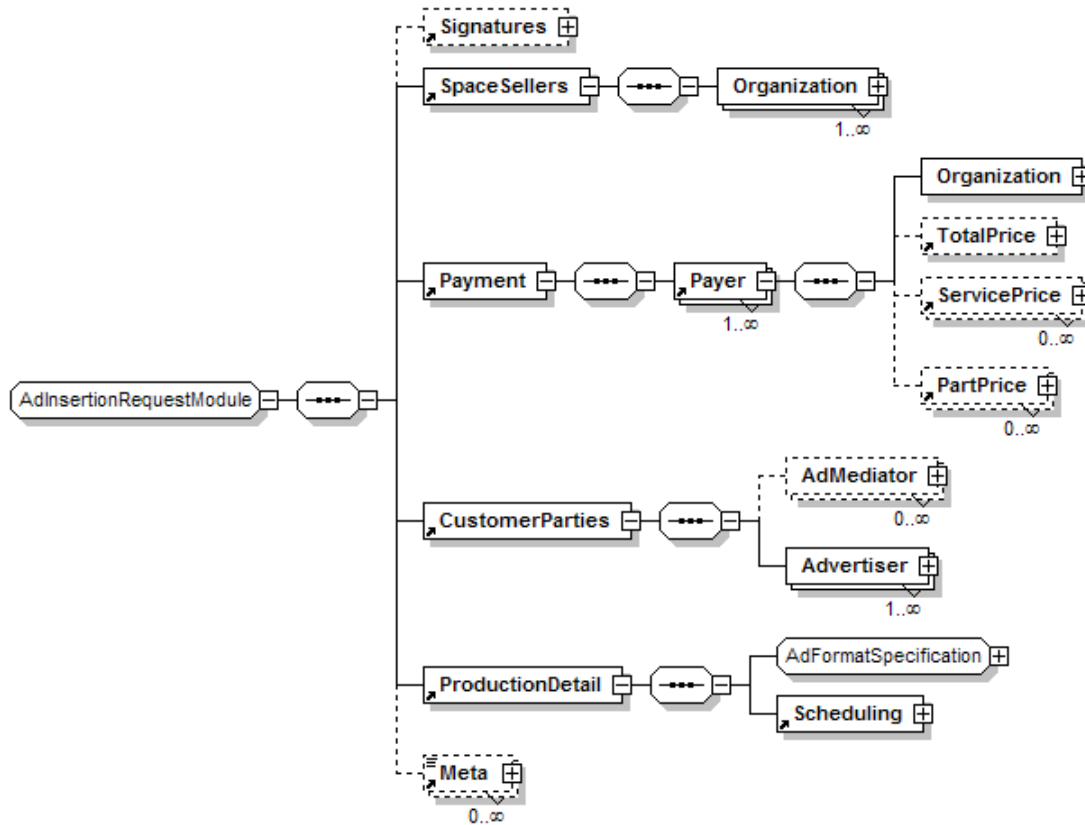 Signatures
SpaceSellers
Organization
1..∞
Organization
TotalPrice
Payment
Payer
1..∞
ServicePrice
0..∞
PartPrice
0..∞
AdInsertionRequestModule
AdMediator
0..∞
CustomerParties
Advertiser
1..∞
AdFormatSpecification
ProductionDetail
Scheduling
Meta
0..∞